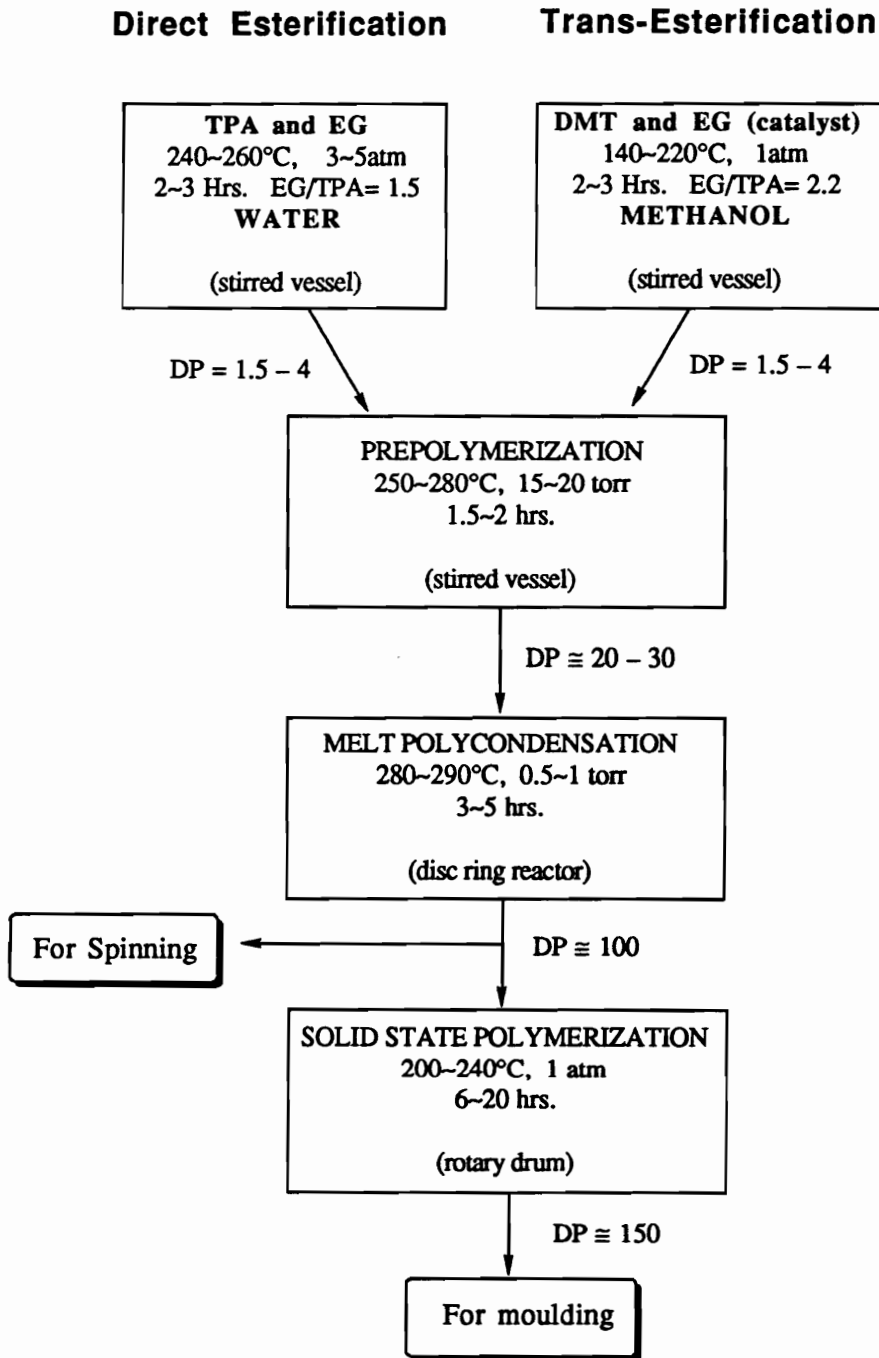 Direct Esterification
Trans-Esterification
TPA and EG
240~260°C, 3~5atm
2~3 Hrs. EG/TPA= 1.5
WATER
(stirred vessel)
DMT and EG (catalyst)
140~220°C, 1atm
2~3 Hrs. EG/TPA= 2.2
METHANOL
(stirred vessel)
DP = 1.5 – 4
DP = 1.5 – 4
PREPOLYMERIZATION
250~280°C, 15~20 torr
1.5~2 hrs.
(stirred vessel)
DP ≅ 20 – 30
MELT POLYCONDENSATION
280~290°C, 0.5~1 torr
3~5 hrs.
(disc ring reactor)
For Spinning
DP ≅ 100
SOLID STATE POLYMERIZATION
200~240°C, 1 atm
6~20 hrs.
(rotary drum)
DP ≅ 150
For moulding